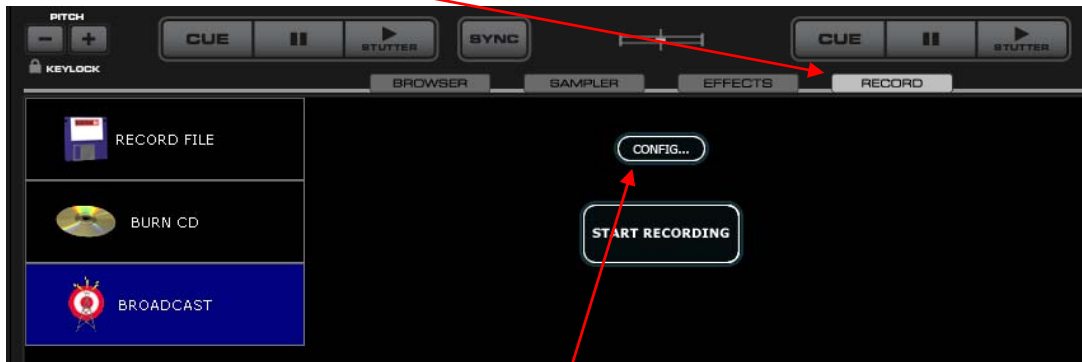 PITCH
- +
KEYLOCK
CUE
STUTTER
SYNC
CUE
STUTTER
BROWSER SAMPLER EFFECTS RECORD
RECORD FILE
BURN CD
BROADCAST
CONFIG...
START RECORDING